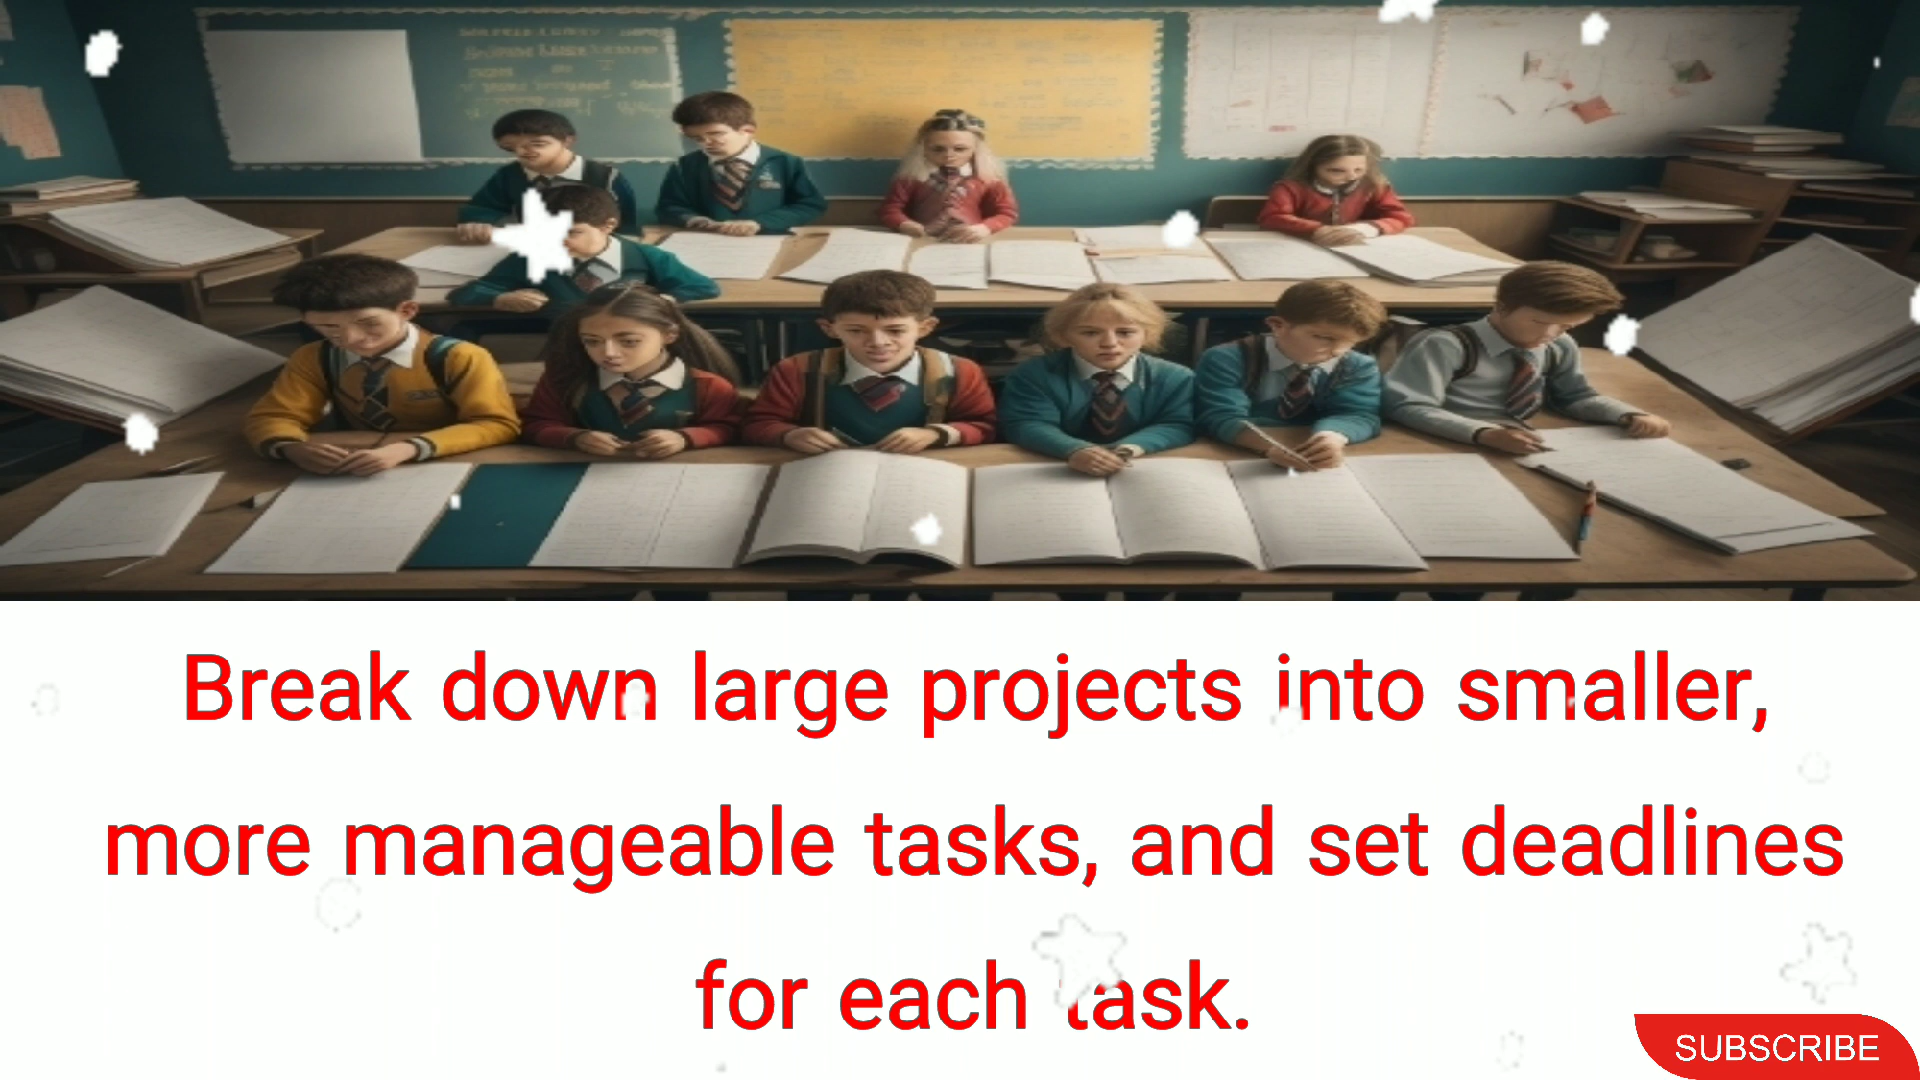 Break down large projects into smaller,
more manageable tasks, and set deadlines
for each task.
SUBSCRIBE